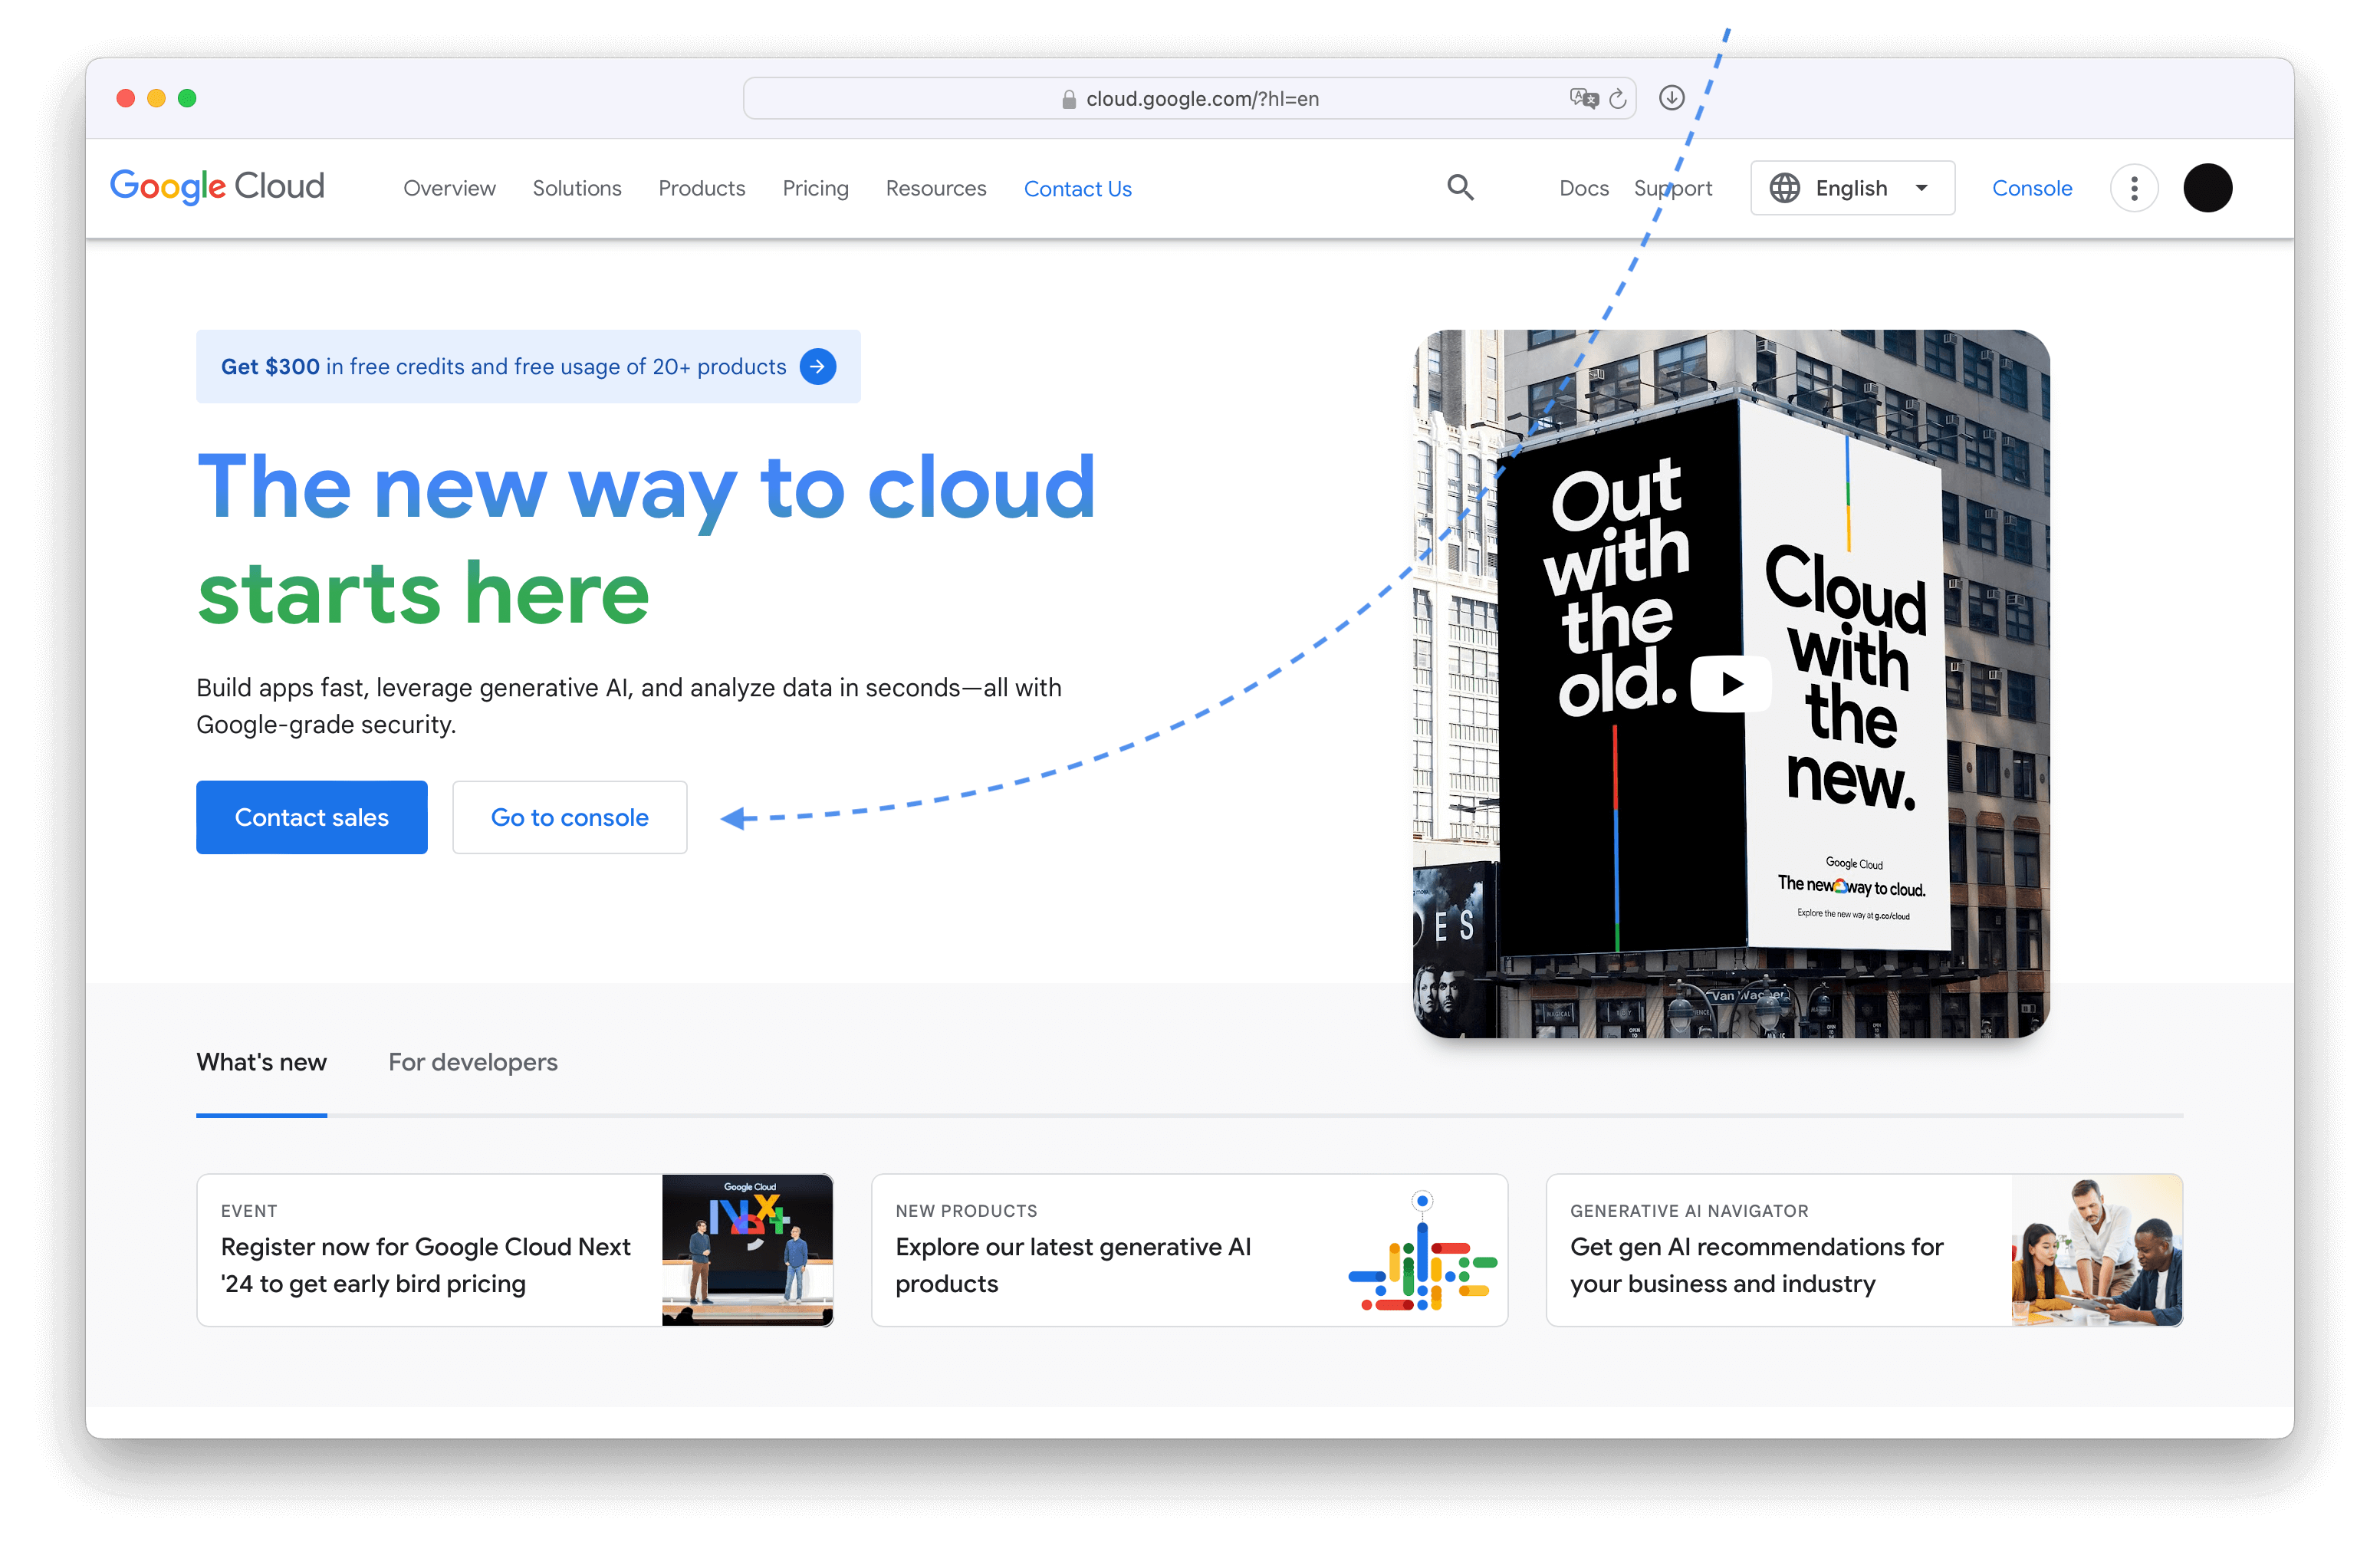 cloud.google.com/?hl=en
Google Cloud
Overview
Solutions
Products
Pricing
Resources
Contact Us
Docs
Support
English
Console
Get $300 in free credits and free usage of 20+ products
The new way to cloud
starts here
Build apps fast, leverage generative AI, and analyze data in seconds—all with
Google-grade security.
Contact sales
Go to console
Out
with
the
old.
Cloud
with
the
new.
Google Cloud
The new way to cloud.
Explore the new way at g.co/cloud
ES
Van Wagner
What's new
For developers
EVENT
Register now for Google Cloud Next
'24 to get early bird pricing
Google Cloud
NEXT
NEW PRODUCTS
Explore our latest generative AI
products
GENERATIVE AI NAVIGATOR
Get gen AI recommendations for
your business and industry